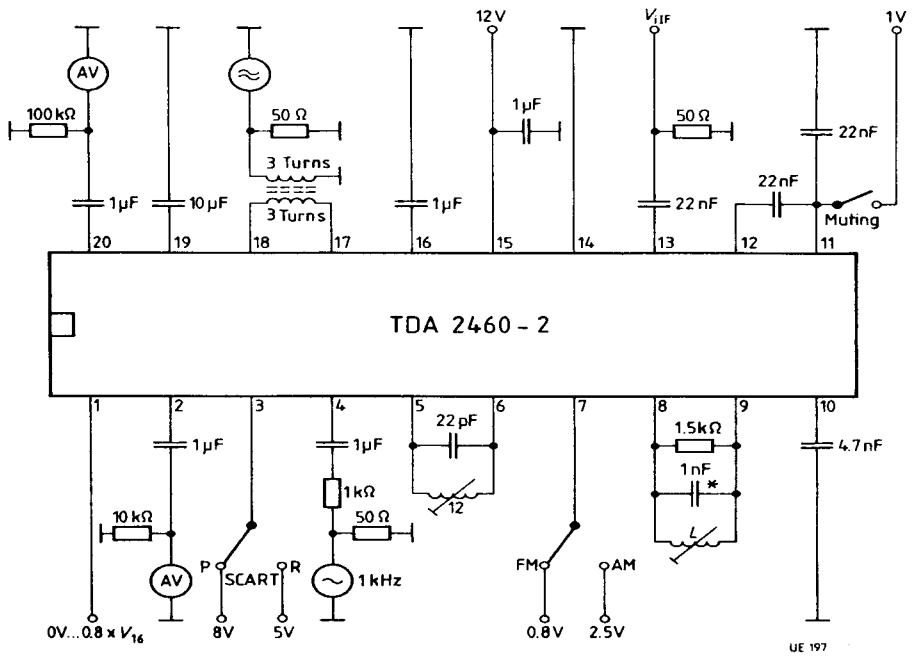 12V
V iIF
1V
AV
≈
1µF
100kΩ
50Ω
50Ω
22nF
3 Turns
22nF
1µF
10µF
3 Turns
1µF
22nF
Muting
20 19 18 17 16 15 14 13 12 11
TDA 2460-2
1 2 3 4 5 6 7 8 9 10
1µF
1µF
22pF
1.5kΩ
4.7nF
1nF *
1kΩ
12
10kΩ
50Ω
L
P SCART R
FM AM
AV
~ 1kHz
0V...0.8 x V16
8V
5V
0.8V
2.5V
UE 197